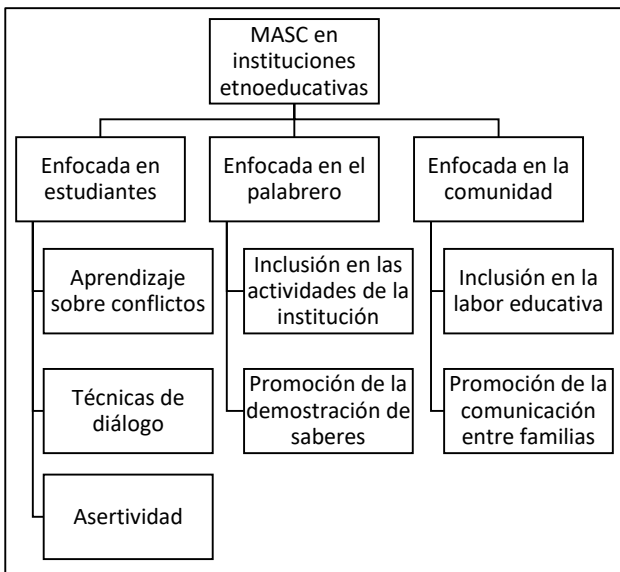 MASC en
instituciones
etnoeducativas
Enfocada en
estudiantes
Aprendizaje
sobre conflictos
Técnicas de
diálogo
Asertividad
Enfocada en el
palabrero
Inclusión en las
actividades de la
institución
Promoción de la
demostración de
saberes
Enfocada en la
comunidad
Inclusión en la
labor educativa
Promoción de la
comunicación
entre familias